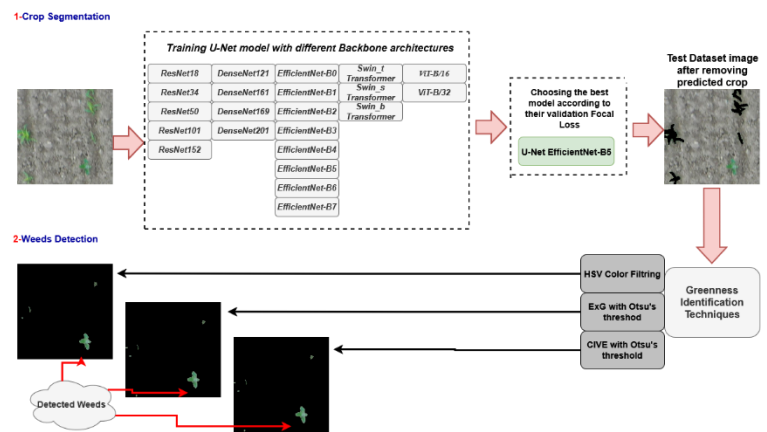 1-Crop Segmentation
Training U-Net model with different Backbone architectures
ResNet18
ResNet34
ResNet50
ResNet101
ResNet152
DenseNet121
DenseNet161
DenseNet169
DenseNet201
EfficientNet-B0
EfficientNet-B1
EfficientNet-B2
EfficientNet-B3
EfficientNet-B4
EfficientNet-B5
EfficientNet-B6
EfficientNet-B7
Swin_t
Transformer
Swin_s
Transformer
Swin_b
Transformer
ViT-B/16
ViT-B/32
Choosing the best
model according to
their validation Focal
Loss
U-Net EfficientNet-B5
Test Dataset image
after removing
predicted crop
2-Weeds Detection
HSV Color Filtring
ExG with Otsu's
threshod
CIVE with Otsu's
threshold
Greenness
Identification
Techniques
Detected Weeds